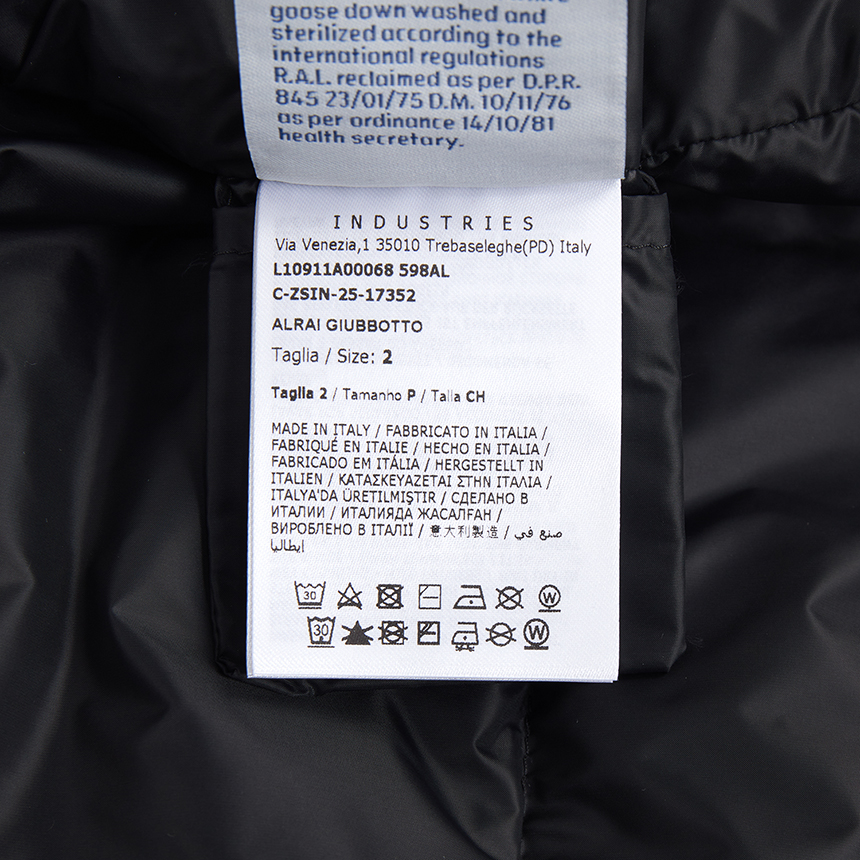 goose down washed and
sterilized according to the
international regulations
R.A.L. reclaimed as per D.P.R.
845 23/01/75 D.M. 10/11/76
as per ordinance 14/10/81
health secretary.
INDUSTRIES
Via Venezia,1 35010 Trebaseleghe(PD) Italy
L10911A00068 598AL
C-ZSIN-25-17352
ALRAI GIUBBOTTO
Taglia / Size: 2
Taglia 2 / Tamanho P / Talla CH
MADE IN ITALY / FABBRICATO IN ITALIA /
FABRIQUÉ EN ITALIE / HECHO EN ITALIA /
FABRICADO EM ITÁLIA / HERGESTELLT IN
ITALIEN / ΚΑΤΑΣΚΕΥΑΖΕΤΑΙ ΣΤΗΝ ΙΤΑΛΙΑ /
ITALYA'DA ÜRETILMIŞTIR / СДЕЛАНО В
ИТАЛИИ / ИТАЛИЯДА ЖАСАЛҒАН /
ВИРОБЛЕНО В ІТАЛІЇ / 意大利製造 / صنع في
ايطاليا
30 W
30 W